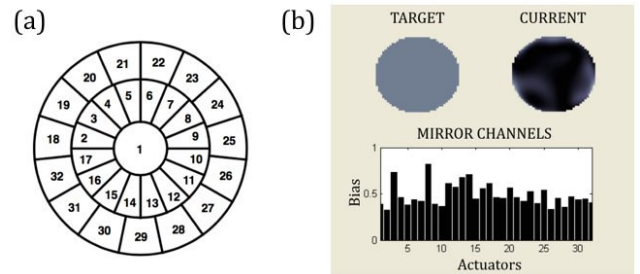 (a)
21 22
20 23
19 24
18 25
32 26
31 27
30 29 28
5 6
4 7
3 8
2 9
1
17 10
16 11
15 14 13 12
(b)
TARGET CURRENT
MIRROR CHANNELS
1
0.5
0
Bias
5 10 15 20 25 30
Actuators